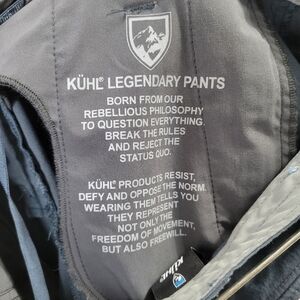 KÜHL® LEGENDARY PANTS
BORN FROM OUR
REBELLIOUS PHILOSOPHY
TO QUESTION EVERYTHING.
BREAK THE RULES
AND REJECT THE
STATUS QUO.
KÜHL® PRODUCTS RESIST,
DEFY AND OPPOSE THE NORM.
WEARING THEM TELLS YOU
THEY REPRESENT
NOT ONLY THE
FREEDOM OF MOVEMENT,
BUT ALSO FREEWILL.
KÜHL